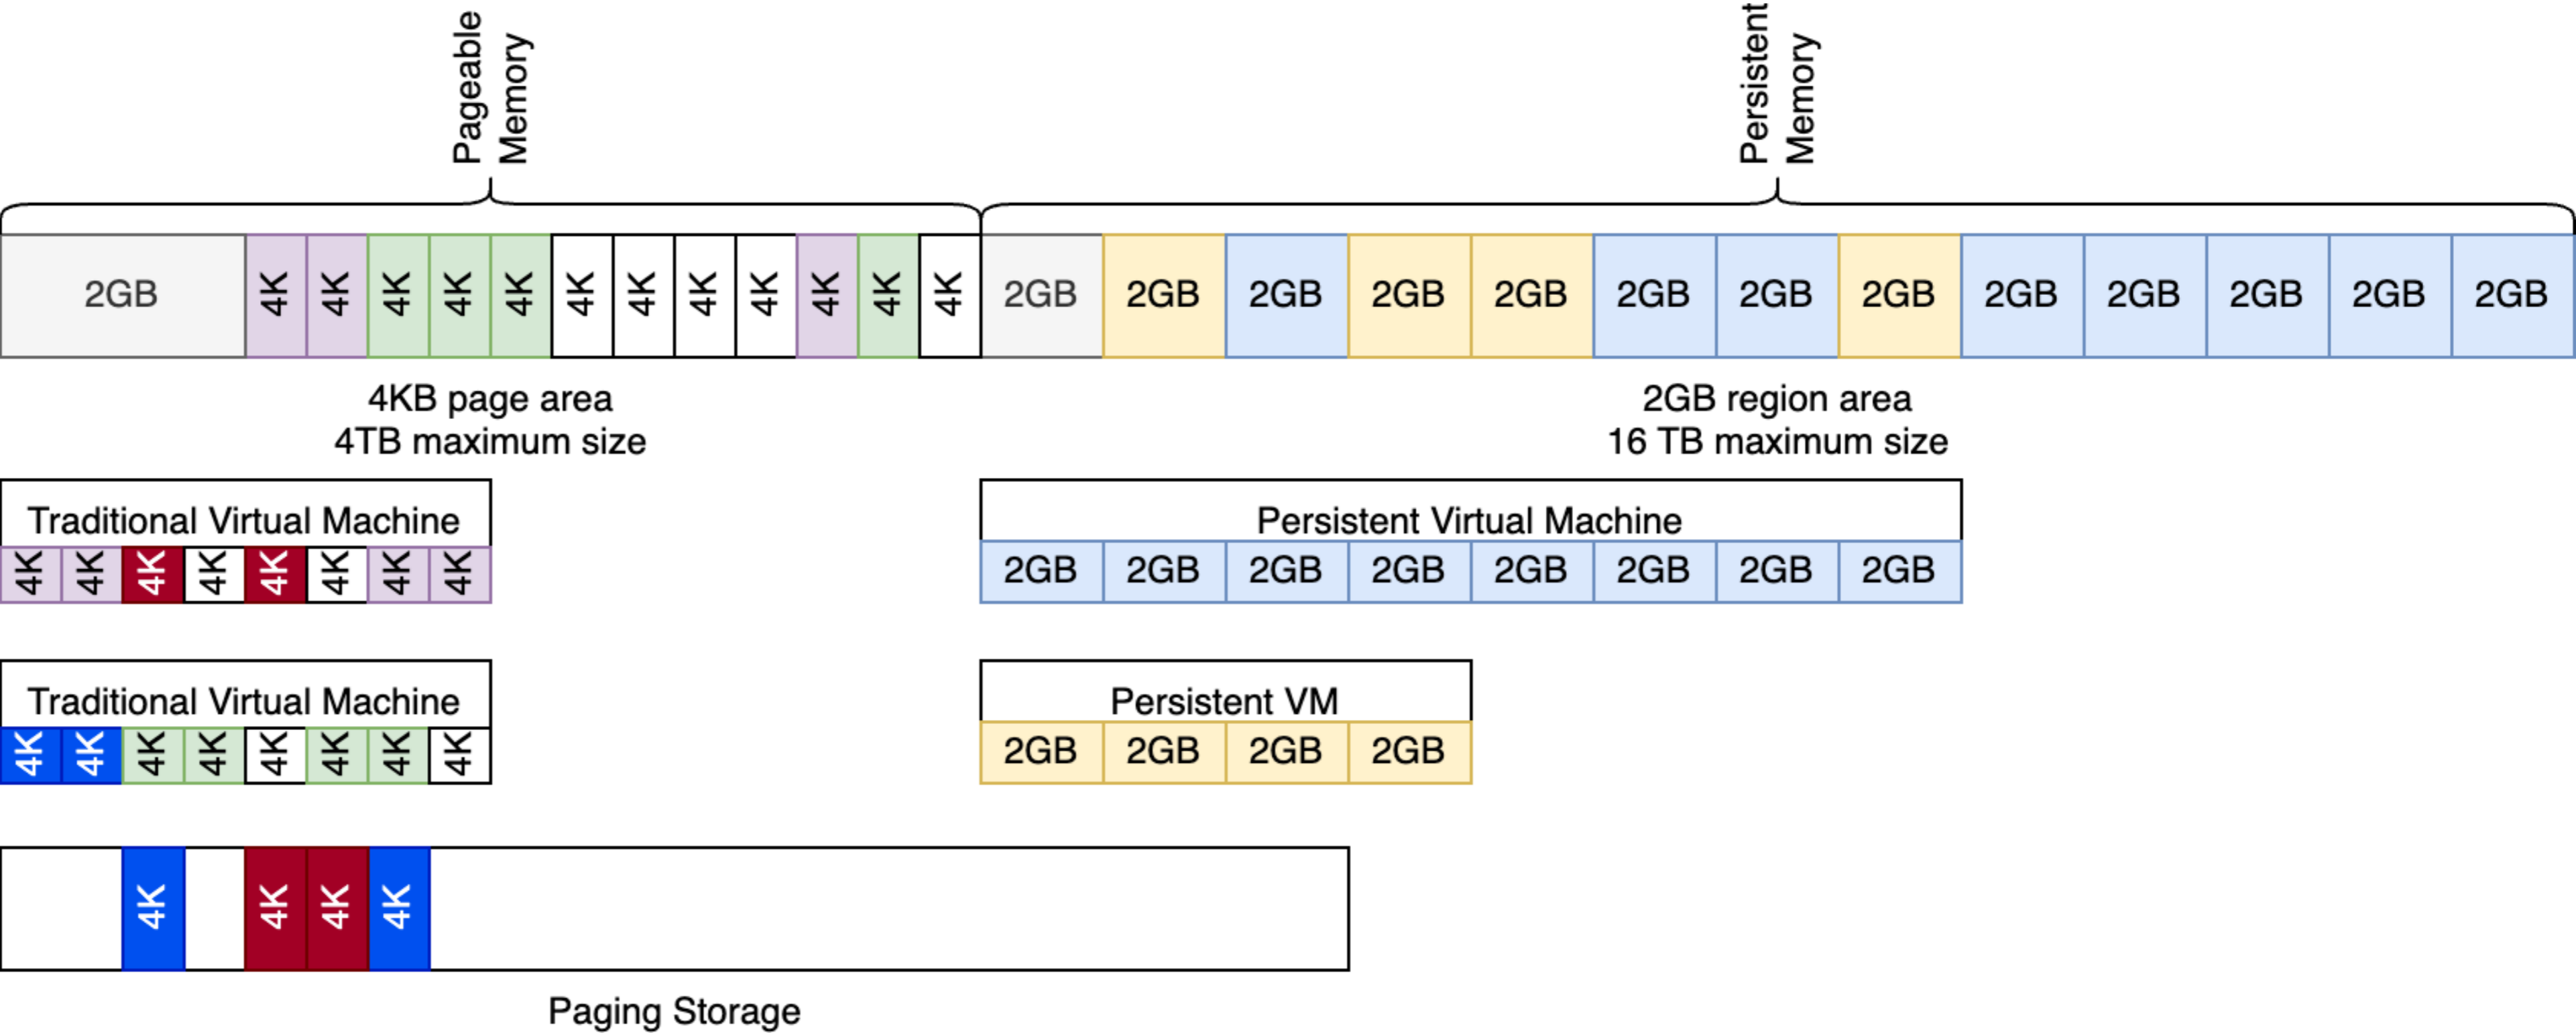 Pageable
Memory
Persistent
Memory
2GB 4K 4K 4K 4K 4K 4K 4K 4K 4K 4K 4K 4K 2GB 2GB 2GB 2GB 2GB 2GB 2GB 2GB 2GB 2GB 2GB 2GB 2GB
4KB page area
4TB maximum size
2GB region area
16 TB maximum size
Traditional Virtual Machine
4K 4K 4K 4K 4K 4K 4K 4K
Persistent Virtual Machine
2GB 2GB 2GB 2GB 2GB 2GB 2GB 2GB
Traditional Virtual Machine
4K 4K 4K 4K 4K 4K 4K 4K
Persistent VM
2GB 2GB 2GB 2GB
4K 4K 4K 4K
Paging Storage